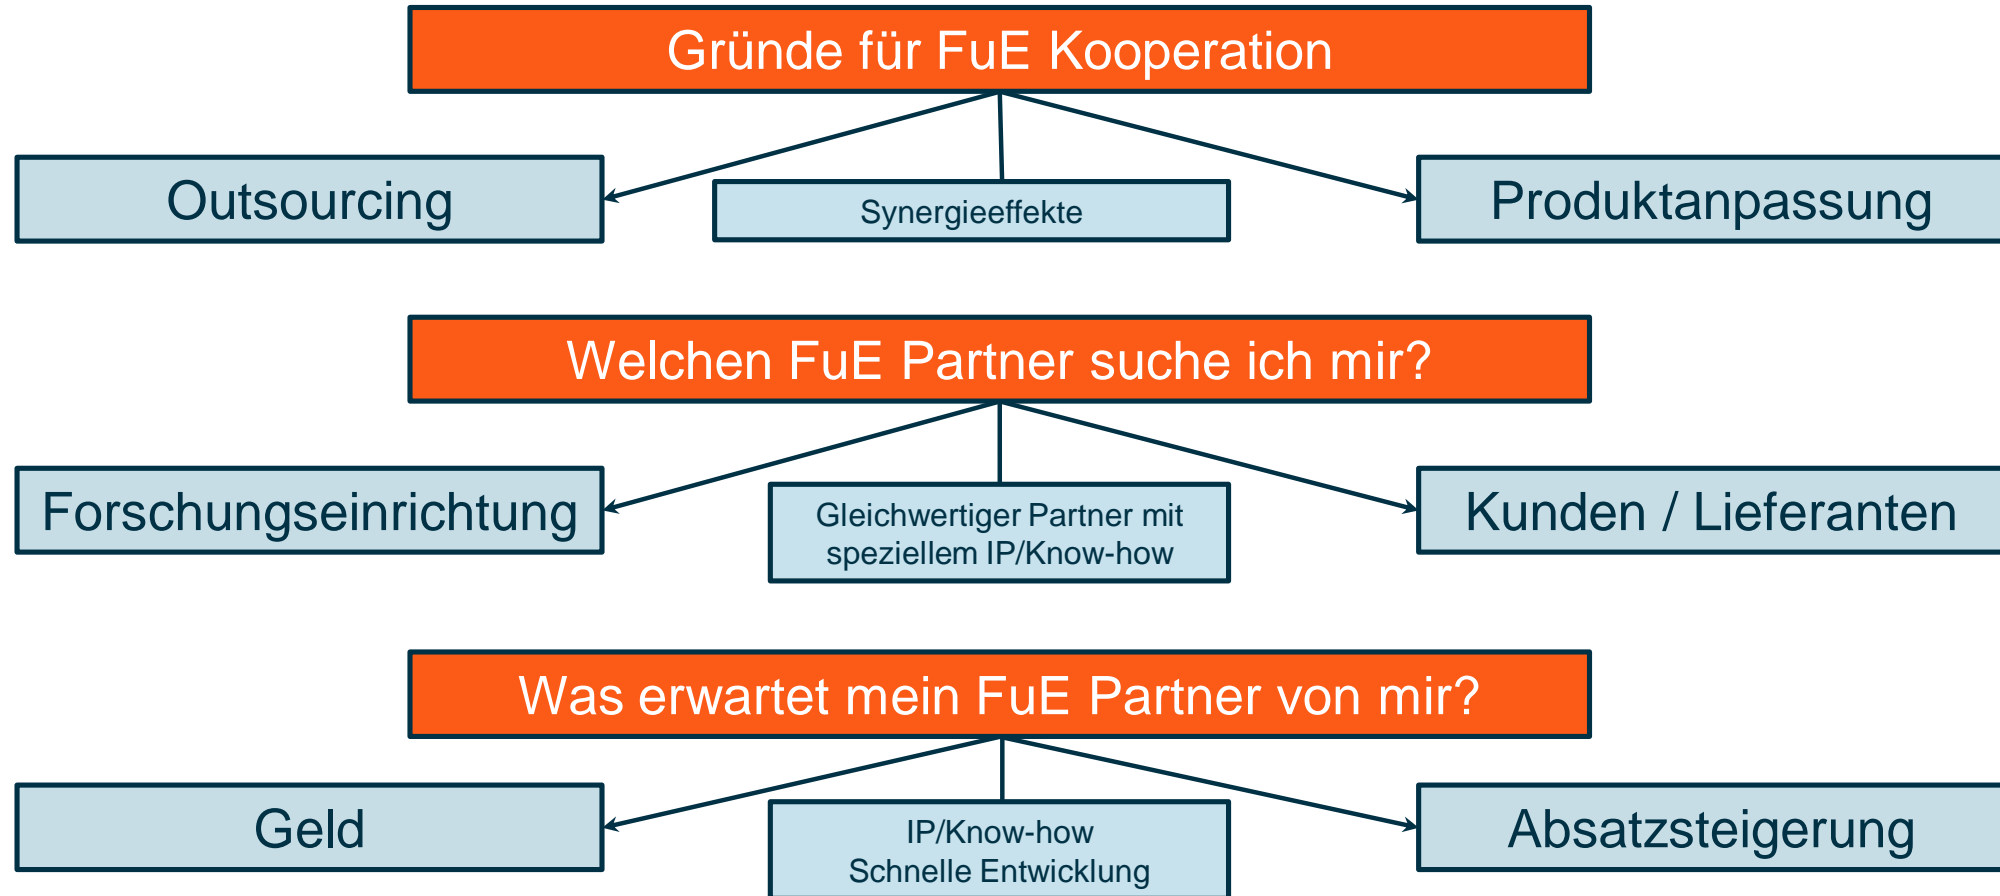 Gründe für FuE Kooperation
Outsourcing
Synergieeffekte
Produktanpassung
Welchen FuE Partner suche ich mir?
Forschungseinrichtung
Gleichwertiger Partner mit
speziellem IP/Know-how
Kunden / Lieferanten
Was erwartet mein FuE Partner von mir?
Geld
IP/Know-how
Schnelle Entwicklung
Absatzsteigerung